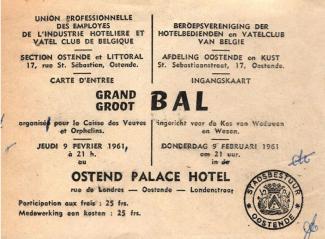 UNION PROFESSIONNELLE
DES EMPLOYES
DE L'INDUSTRIE HOTELIERE ET
VATEL CLUB DE BELGIQUE
SECTION OSTENDE et LITTORAL
17, rue St. Sébastien, Ostende.
CARTE D'ENTRÉE
BEROEPSVERENIGING DER
HOTELBEDIENDEN en VATELCLUB
VAN BELGIE
AFDELING OOSTENDE en KUST
St. Sebastiaanstraat, 17, Oostende.
INGANGSKAART
GRAND
GROOT
BAL
organisé pour la Caisse des Veuves
et Orphelins.
ingericht voor de Kas van Weduwen
en Wezen.
JEUDI 9 FEVRIER 1961,
à 21 h.
DONDERDAG 9 FEBRUARI 1961
om 21 uur.
au
in de
OSTEND PALACE HOTEL
rue de Londres — Oostende — Londenstraat
Participation aux frais : 25 frs.
Medewerking aan kosten : 25 frs.
STADSBESTUUR
OOSTENDE